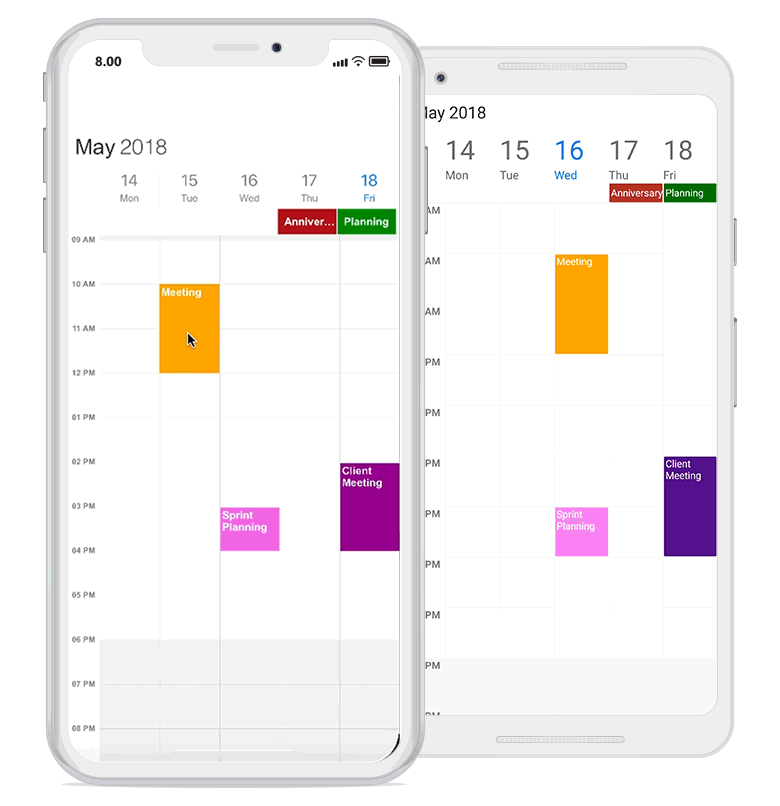 8.00
May 2018
14 15 16 17 18
Mon Tue Wed Thu Fri
Anniver... Planning
09 AM
10 AM
Meeting
11 AM
12 PM
01 PM
02 PM
Client
Meeting
03 PM
Sprint
Planning
04 PM
05 PM
06 PM
07 PM
08 PM
May 2018
14 15 16 17 18
Mon Tue Wed Thu Fri
Anniversary Planning
AM
AM
Meeting
AM
PM
PM
PM
Client
Meeting
PM
Sprint
Planning
PM
PM
PM
PM